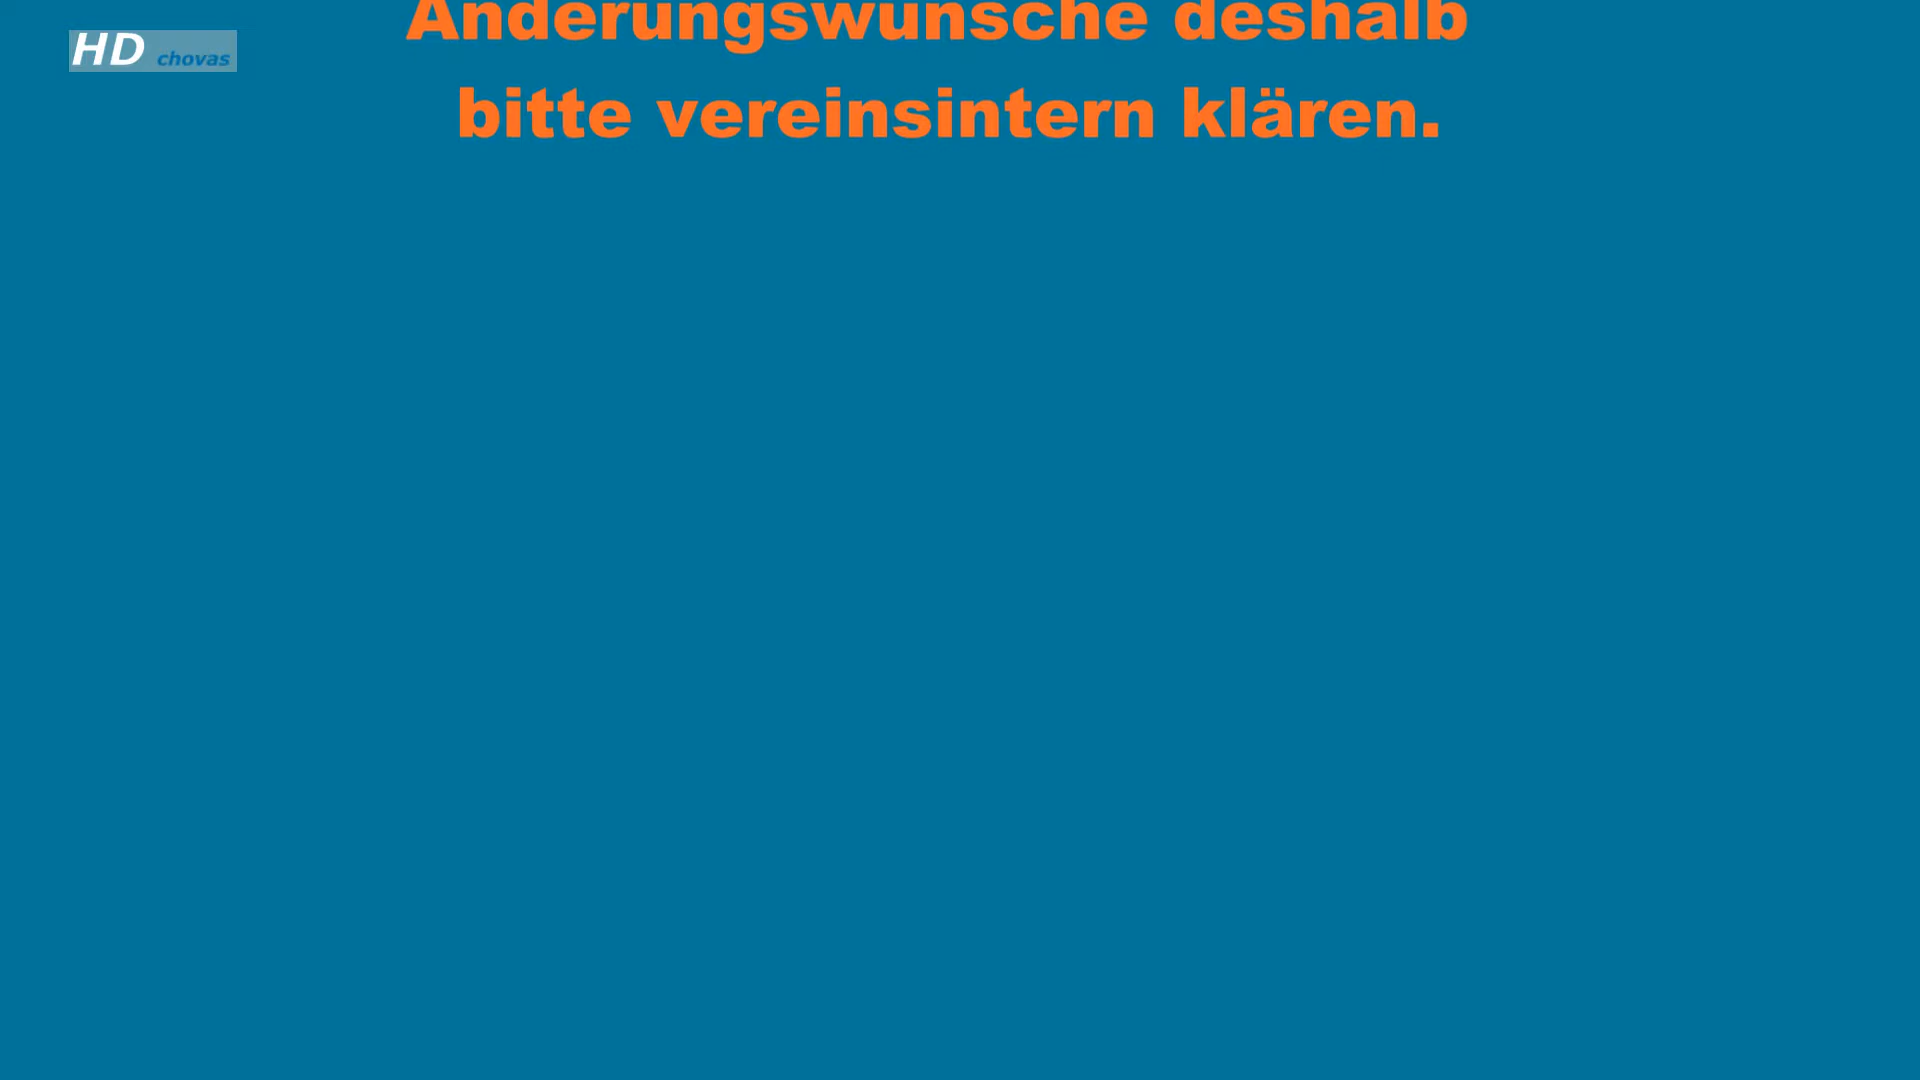 HD chovas
Änderungswünsche deshalb
bitte vereinsintern klären.